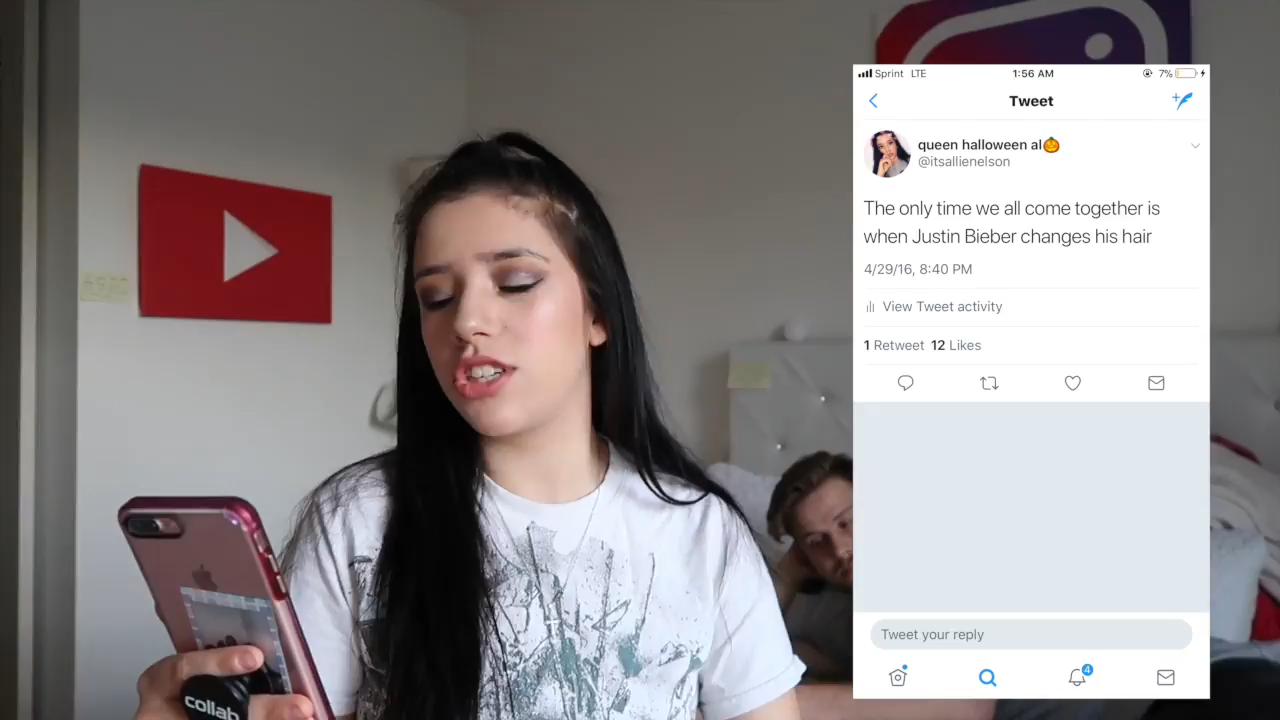 Sprint LTE 1:56 AM 7%
Tweet
queen halloween al🎃
@itsallienelson
The only time we all come together is
when Justin Bieber changes his hair
4/29/16, 8:40 PM
View Tweet activity
1 Retweet 12 Likes
4
Tweet your reply
collab